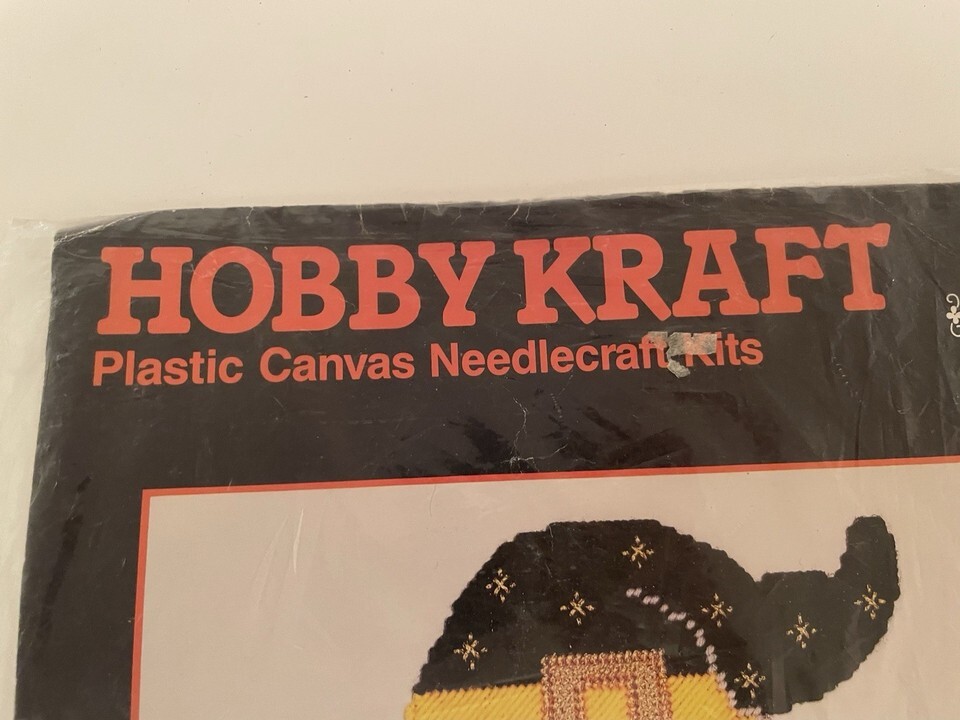 HOBBY KRAFT
Plastic Canvas Needlecraft Kits